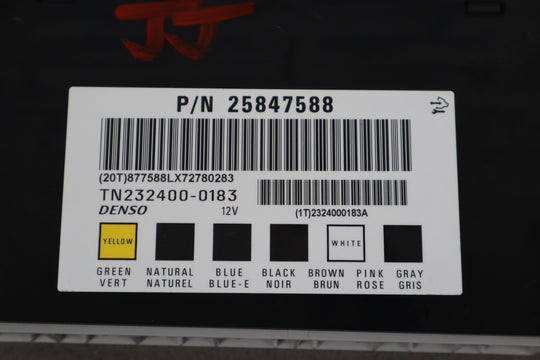 JJ
P/N 25847588
(20T)877588LX72780283
TN232400-0183
DENSO 12V
(1T)2324000183A
YELLOW WHITE
GREEN NATURAL BLUE BLACK BROWN PINK GRAY
VERT NATUREL BLUE-E NOIR BRUN ROSE GRIS